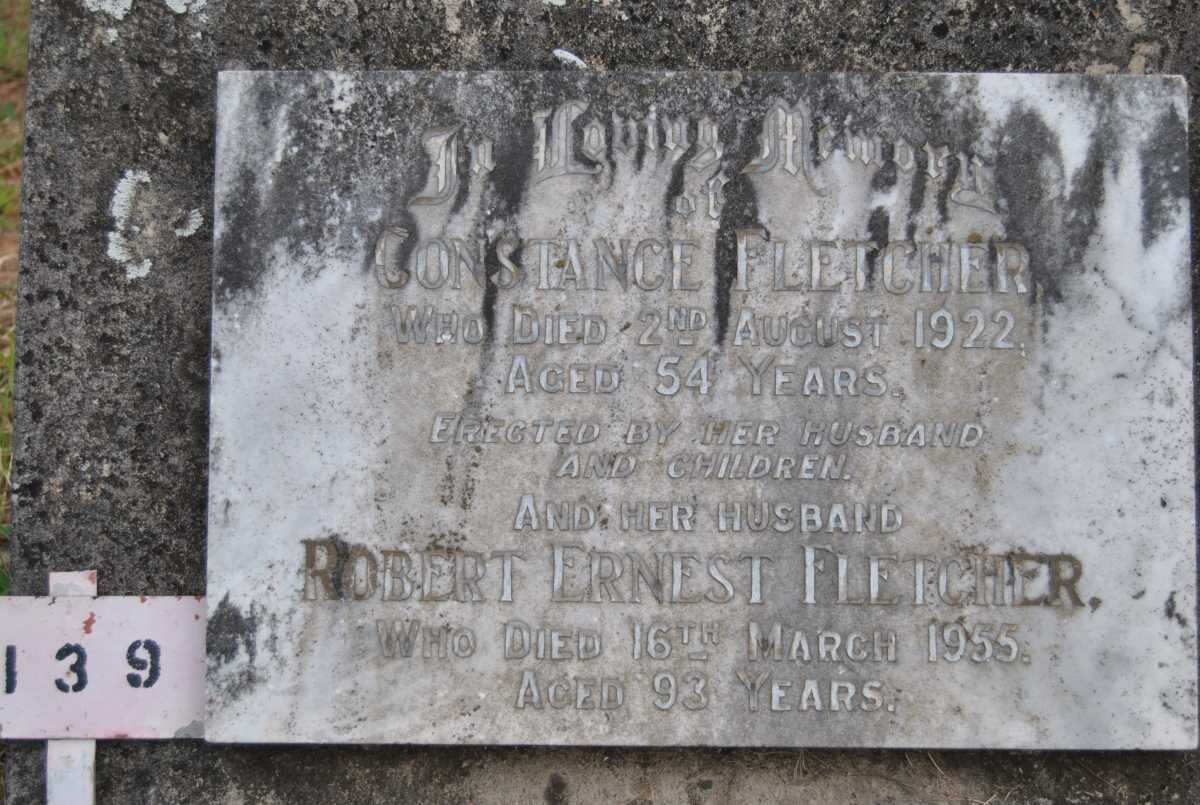 In Loving Memory
of
CONSTANCE FLETCHER,
WHO DIED 2ND AUGUST 1922,
AGED 54 YEARS.
ERECTED BY HER HUSBAND
AND CHILDREN.
AND HER HUSBAND
ROBERT ERNEST FLETCHER,
WHO DIED 16TH MARCH 1955.
AGED 93 YEARS.
139